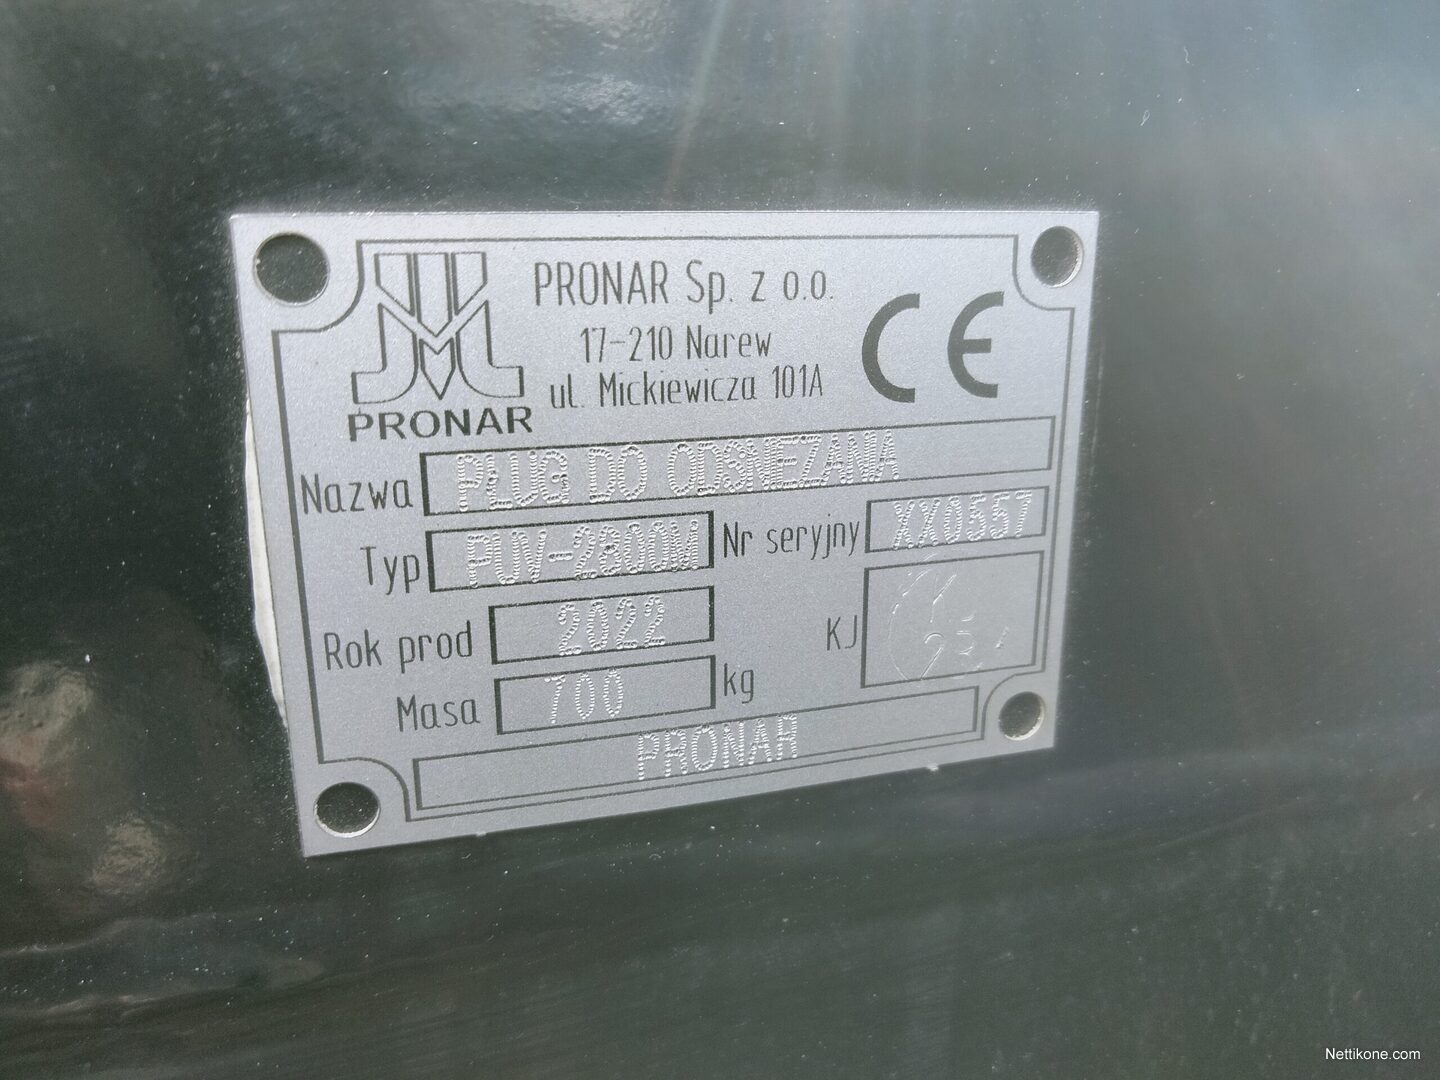 PRONAR Sp. z o.o.
17-210 Narew
ul. Mickiewicza 101A
CE
PRONAR
Nazwa PŁUG DO ODSNIEZANIA
Typ PUV-2800M Nr seryjny XX0557
Rok prod 2022
KJ
Masa 700 kg
PRONAR
Nettikone.com